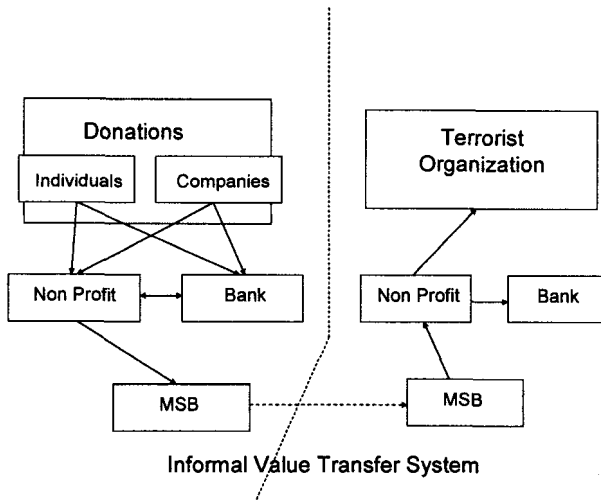 Donations
Individuals
Companies
Non Profit
Bank
MSB
Terrorist
Organization
Non Profit
Bank
MSB
Informal Value Transfer System